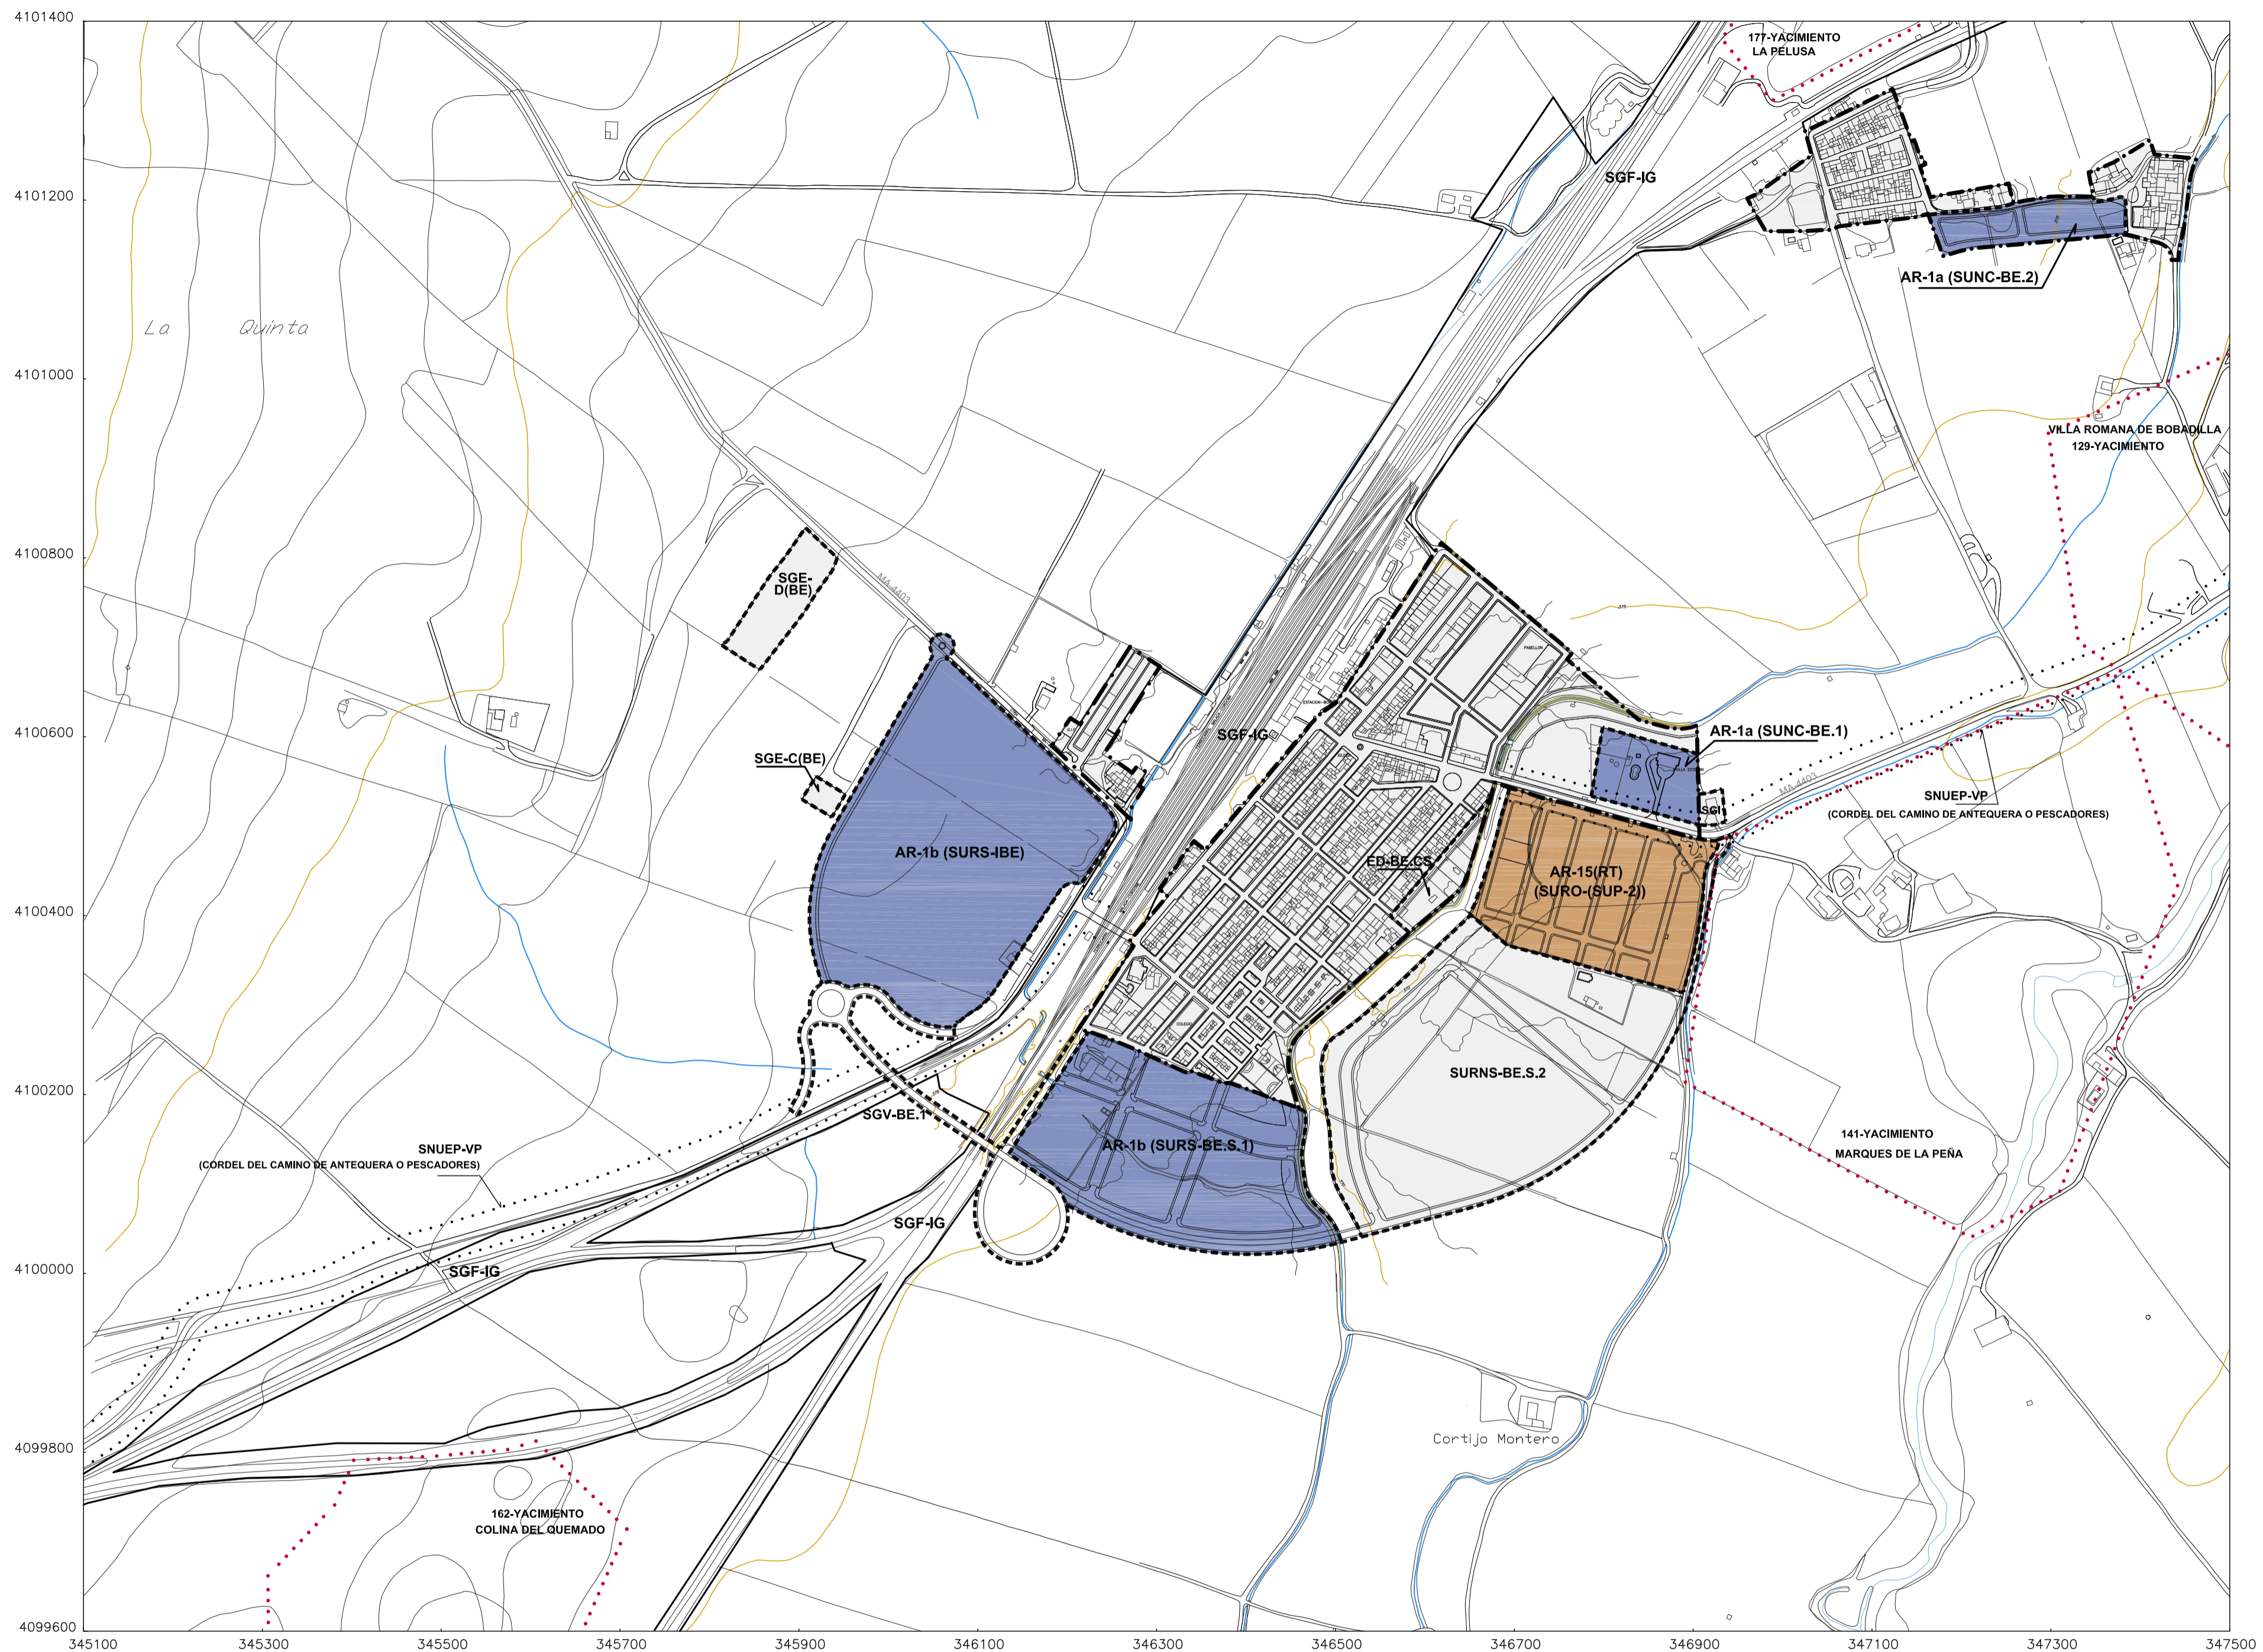 4101400
177-YACIMIENTO
LA PELUSA
SGF-IG
4101200
AR-1a (SUNC-BE.2)
La Quinta
4101000
VILLA ROMANA DE BOBADILLA
129-YACIMIENTO
4100800
SGE-
D(BE)
MA-4403
375
PABELLON
4100600
SGF-IG
AR-1a (SUNC-BE.1)
SGE-C(BE)
MA-4403
SNUEP-VP
(CORDEL DEL CAMINO DE ANTEQUERA O PESCADORES)
SGI
AR-1b (SURS-IBE)
ED-BE.CS
AR-15(RT)
(SURO-(SUP-2))
4100400
COLEGIO
4100200
SURNS-BE.S.2
SGV-BE.1
AR-1b (SURS-BE.S.1)
141-YACIMIENTO
MARQUES DE LA PEÑA
SNUEP-VP
(CORDEL DEL CAMINO DE ANTEQUERA O PESCADORES)
SGF-IG
SGF-IG
4100000
Cortijo Montero
4099800
162-YACIMIENTO
COLINA DEL QUEMADO
4099600
345100 345300 345500 345700 345900 346100 346300 346500 346700 346900 347100 347300 347500